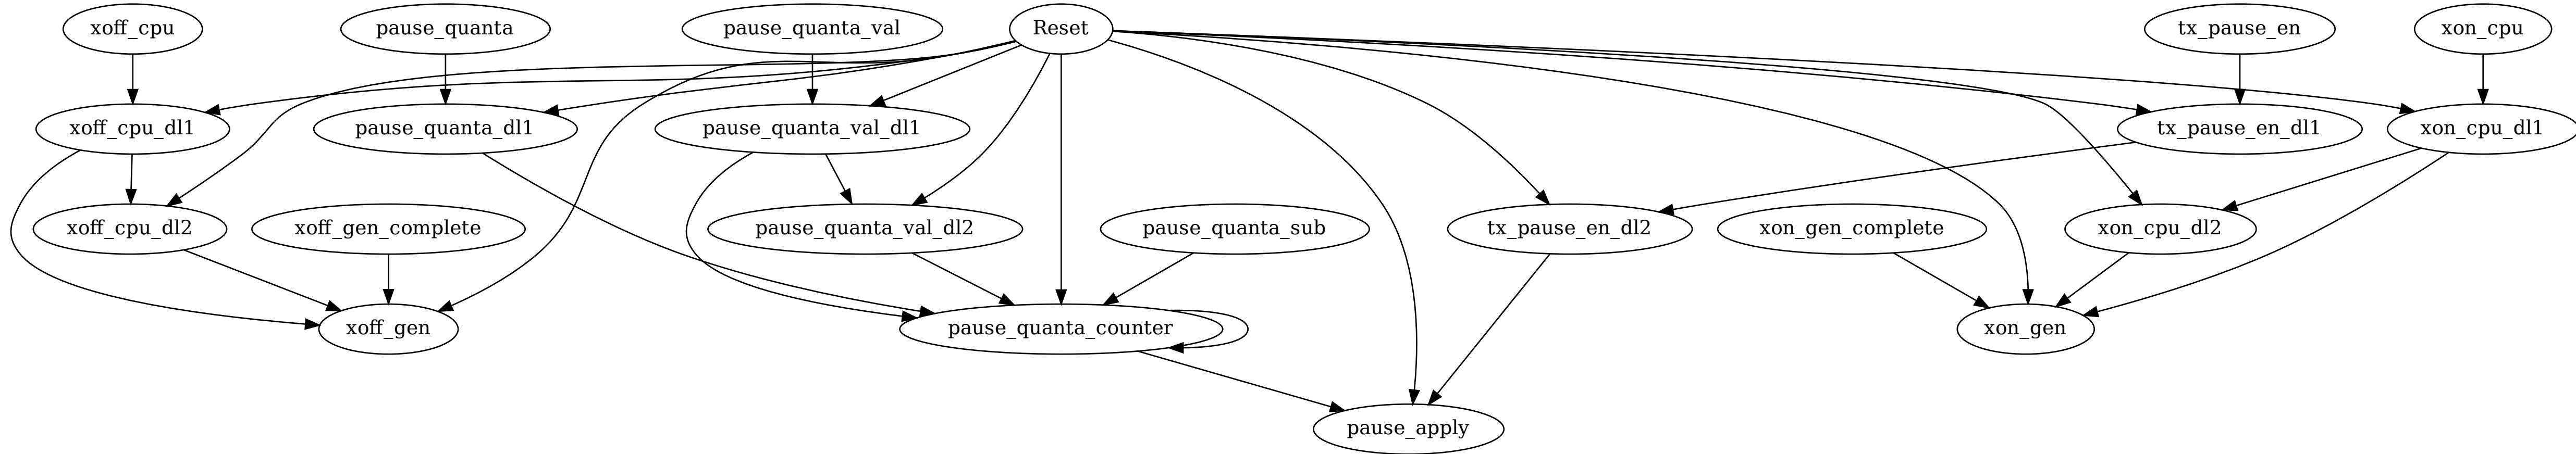 xoff_cpu
pause_quanta
pause_quanta_val
Reset
tx_pause_en
xon_cpu
xoff_cpu_dl1
pause_quanta_dl1
pause_quanta_val_dl1
tx_pause_en_dl1
xon_cpu_dl1
xoff_cpu_dl2
xoff_gen_complete
pause_quanta_val_dl2
pause_quanta_sub
tx_pause_en_dl2
xon_gen_complete
xon_cpu_dl2
xoff_gen
pause_quanta_counter
xon_gen
pause_apply